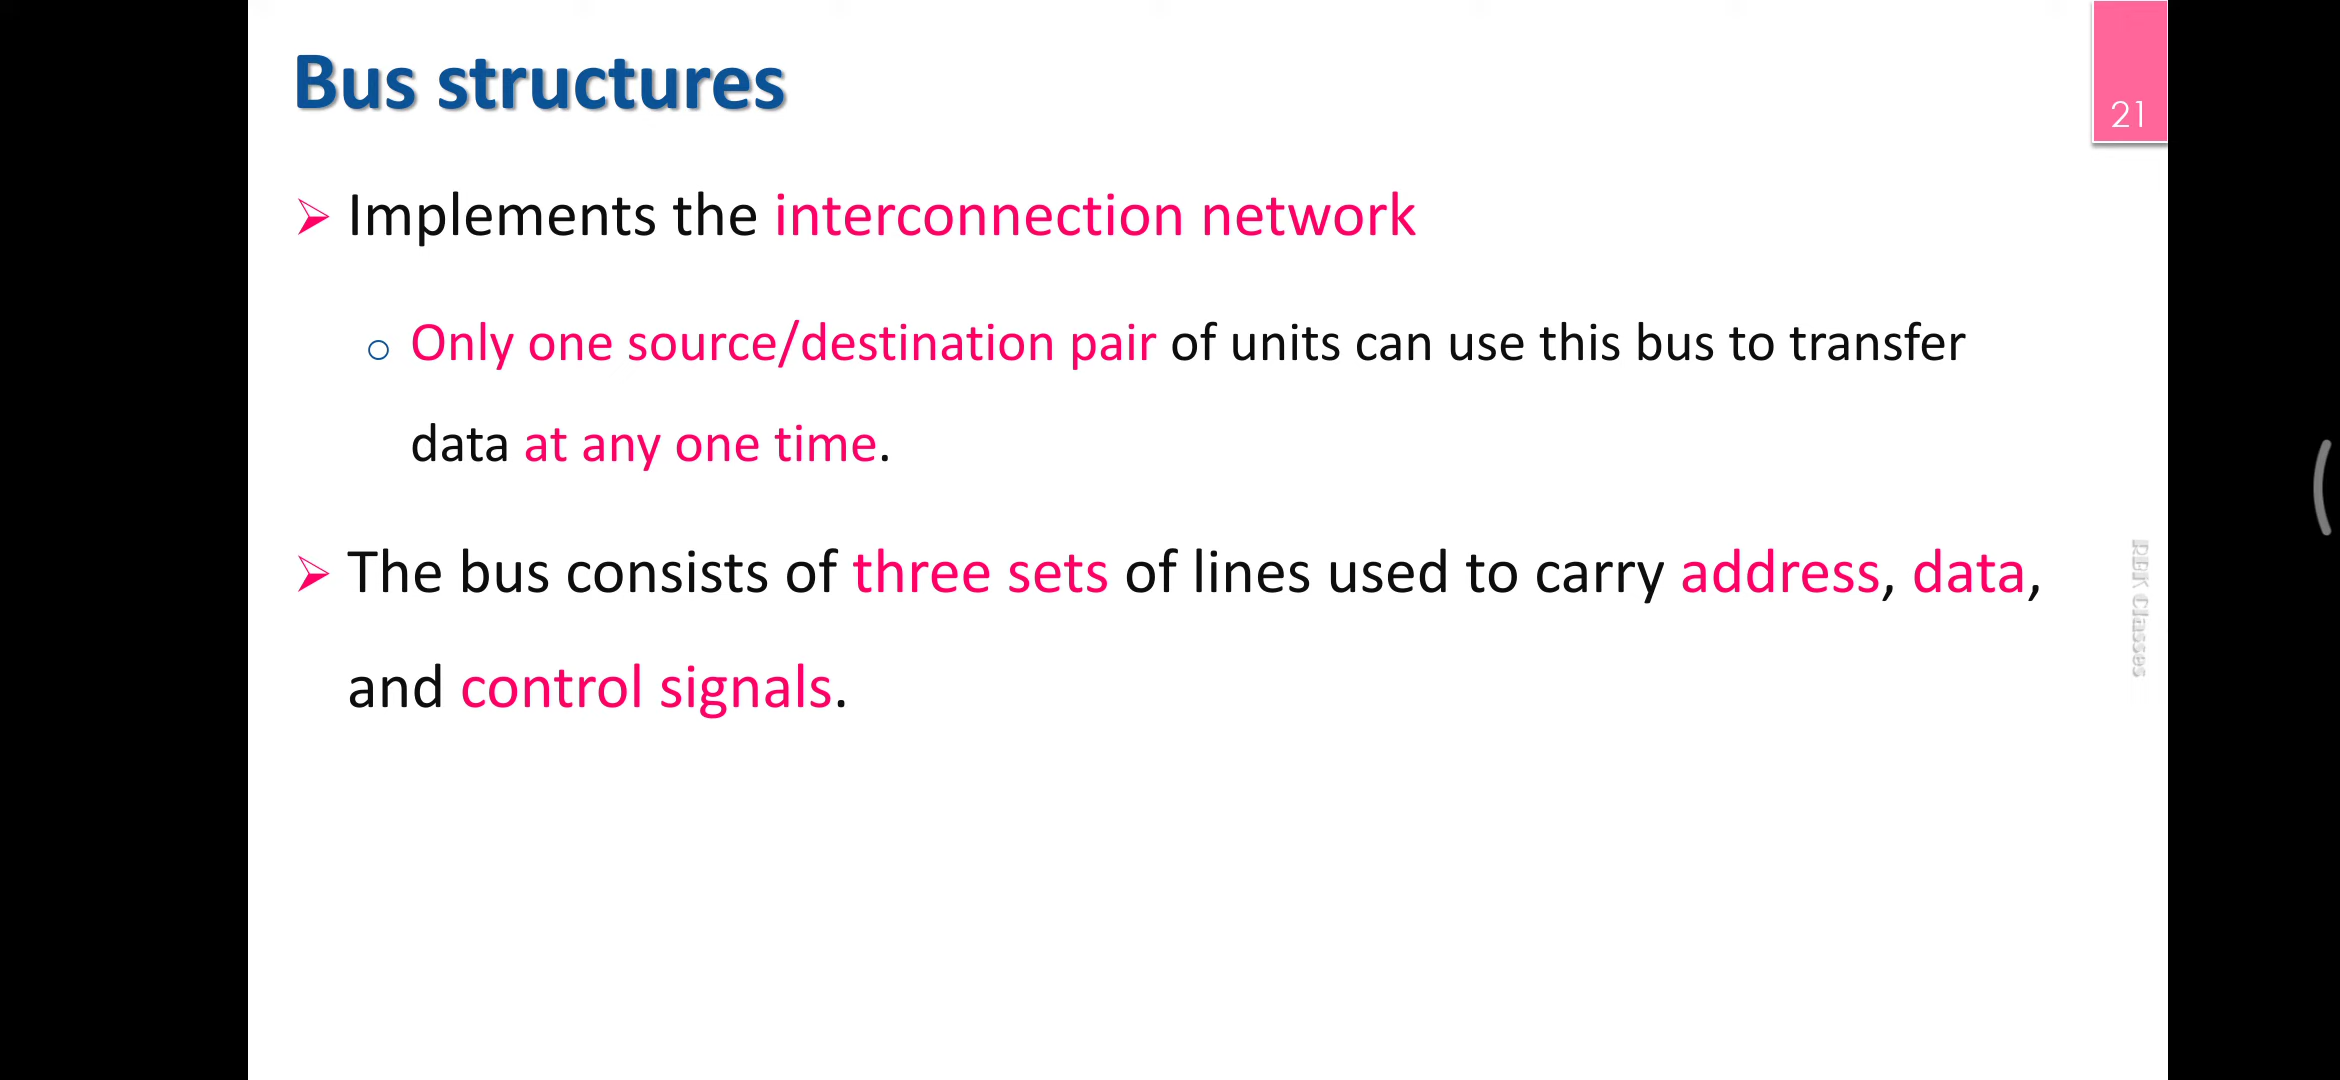 Bus structures
21
Implements the interconnection network
Only one source/destination pair of units can use this bus to transfer
data at any one time.
The bus consists of three sets of lines used to carry address, data,
and control signals.
RBK Classes